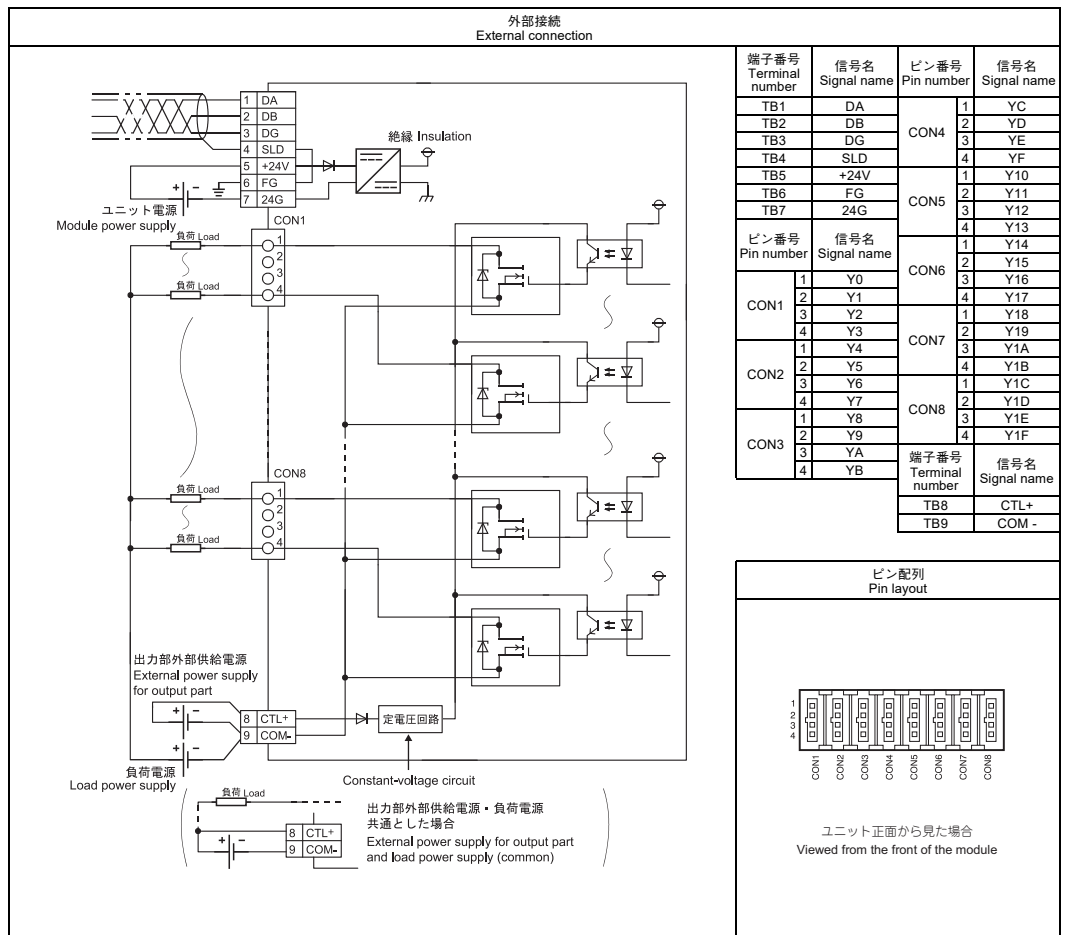 外部接続
External connection
1 DA
2 DB
3 DG
4 SLD
5 +24V
6 FG
7 24G
絶縁 Insulation
+ −
ユニット電源
Module power supply
CON1
負荷 Load
1
2
3
4
負荷 Load
CON8
負荷 Load
1
2
3
4
負荷 Load
出力部外部供給電源
External power supply
for output part
+ −
8 CTL+
9 COM-
定電圧回路
+ −
負荷電源
Load power supply
Constant-voltage circuit
負荷 Load
8 CTL+
9 COM-
+ −
出力部外部供給電源・負荷電源
共通とした場合
External power supply for output part
and load power supply (common)
端子番号
Terminal
number
信号名
Signal name
TB1 DA
TB2 DB
TB3 DG
TB4 SLD
TB5 +24V
TB6 FG
TB7 24G
ピン番号
Pin number
信号名
Signal name
CON1
1 Y0
2 Y1
3 Y2
4 Y3
CON2
1 Y4
2 Y5
3 Y6
4 Y7
CON3
1 Y8
2 Y9
3 YA
4 YB
ピン番号
Pin number
信号名
Signal name
CON4
1 YC
2 YD
3 YE
4 YF
CON5
1 Y10
2 Y11
3 Y12
4 Y13
CON6
1 Y14
2 Y15
3 Y16
4 Y17
CON7
1 Y18
2 Y19
3 Y1A
4 Y1B
CON8
1 Y1C
2 Y1D
3 Y1E
4 Y1F
端子番号
Terminal
number
信号名
Signal name
TB8 CTL+
TB9 COM -
ピン配列
Pin layout
1
2
3
4
CON1
CON2
CON3
CON4
CON5
CON6
CON7
CON8
ユニット正面から見た場合
Viewed from the front of the module